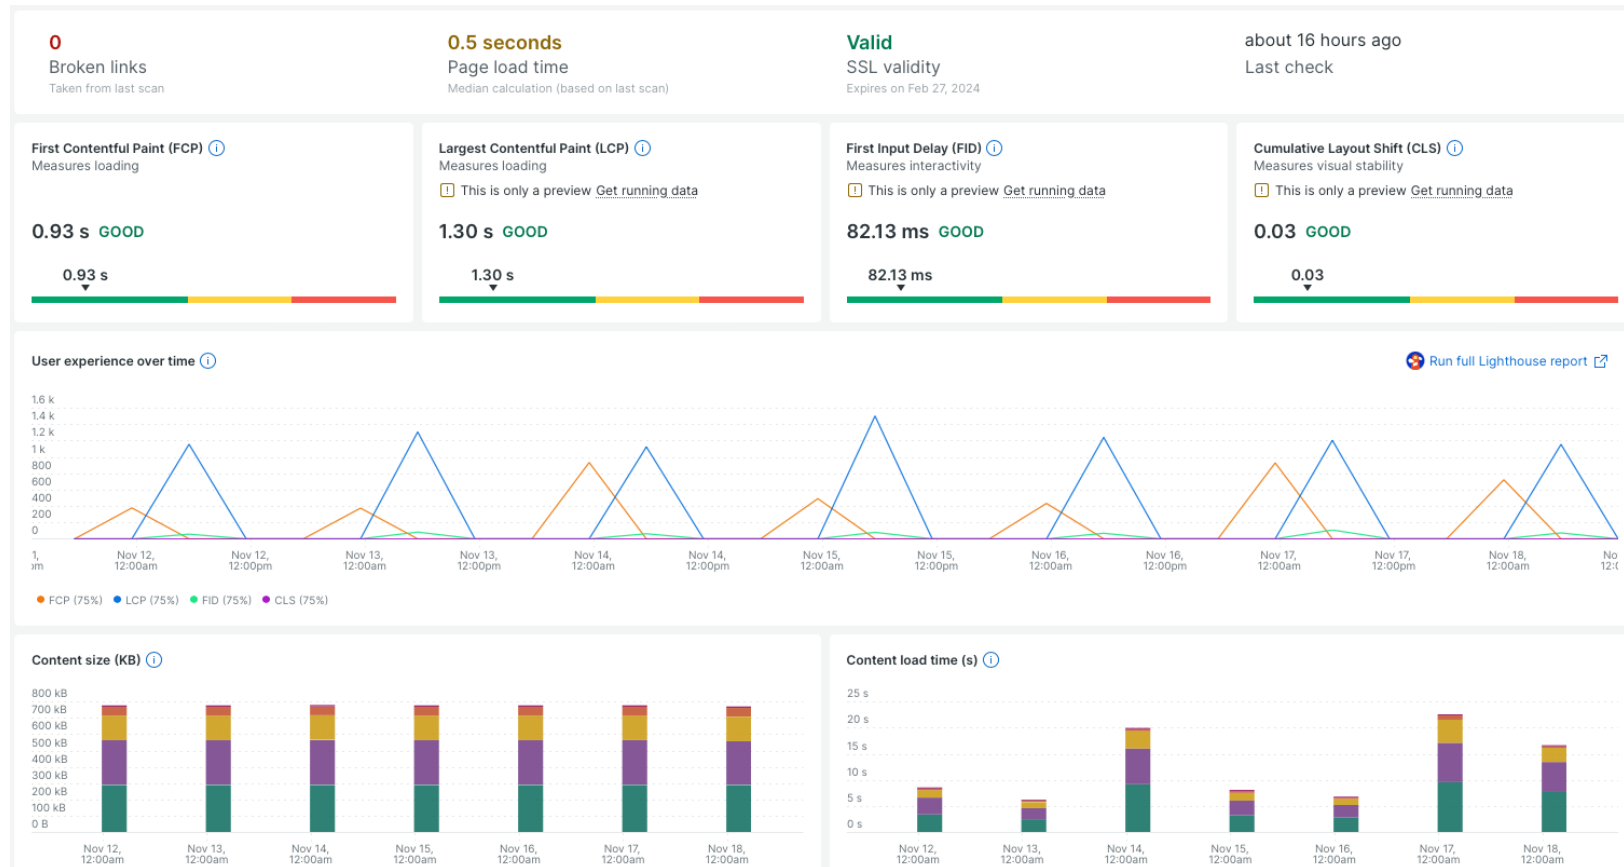 0
Broken links
Taken from last scan
0.5 seconds
Page load time
Median calculation (based on last scan)
Valid
SSL validity
Expires on Feb 27, 2024
about 16 hours ago
Last check
First Contentful Paint (FCP)
Measures loading
0.93 s GOOD
0.93 s
Largest Contentful Paint (LCP)
Measures loading
This is only a preview Get running data
1.30 s GOOD
1.30 s
First Input Delay (FID)
Measures interactivity
This is only a preview Get running data
82.13 ms GOOD
82.13 ms
Cumulative Layout Shift (CLS)
Measures visual stability
This is only a preview Get running data
0.03 GOOD
0.03
User experience over time
Run full Lighthouse report
1.6 k
1.4 k
1.2 k
1 k
800
600
400
200
0
Nov 12,
12:00am
Nov 12,
12:00pm
Nov 13,
12:00am
Nov 13,
12:00pm
Nov 14,
12:00am
Nov 14,
12:00pm
Nov 15,
12:00am
Nov 15,
12:00pm
Nov 16,
12:00am
Nov 16,
12:00pm
Nov 17,
12:00am
Nov 17,
12:00pm
Nov 18,
12:00am
FCP (75%) LCP (75%) FID (75%) CLS (75%)
Content size (KB)
800 kB
700 kB
600 kB
500 kB
400 kB
300 kB
200 kB
100 kB
0 B
Nov 12,
12:00am
Nov 13,
12:00am
Nov 14,
12:00am
Nov 15,
12:00am
Nov 16,
12:00am
Nov 17,
12:00am
Nov 18,
12:00am
Content load time (s)
25 s
20 s
15 s
10 s
5 s
0 s
Nov 12,
12:00am
Nov 13,
12:00am
Nov 14,
12:00am
Nov 15,
12:00am
Nov 16,
12:00am
Nov 17,
12:00am
Nov 18,
12:00am